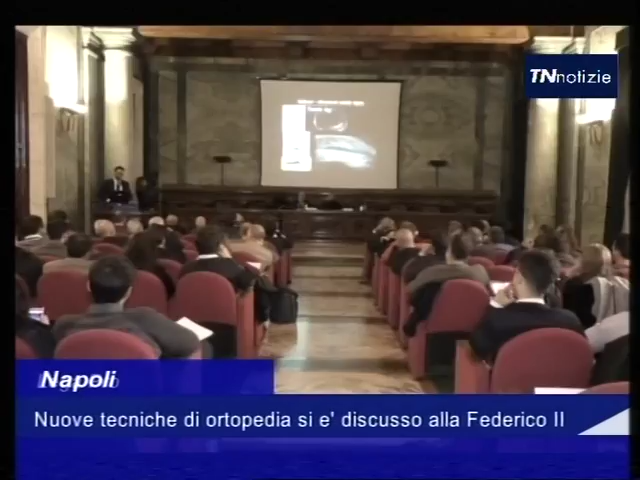 TNnotizie
Napoli
Nuove tecniche di ortopedia si e' discusso alla Federico II